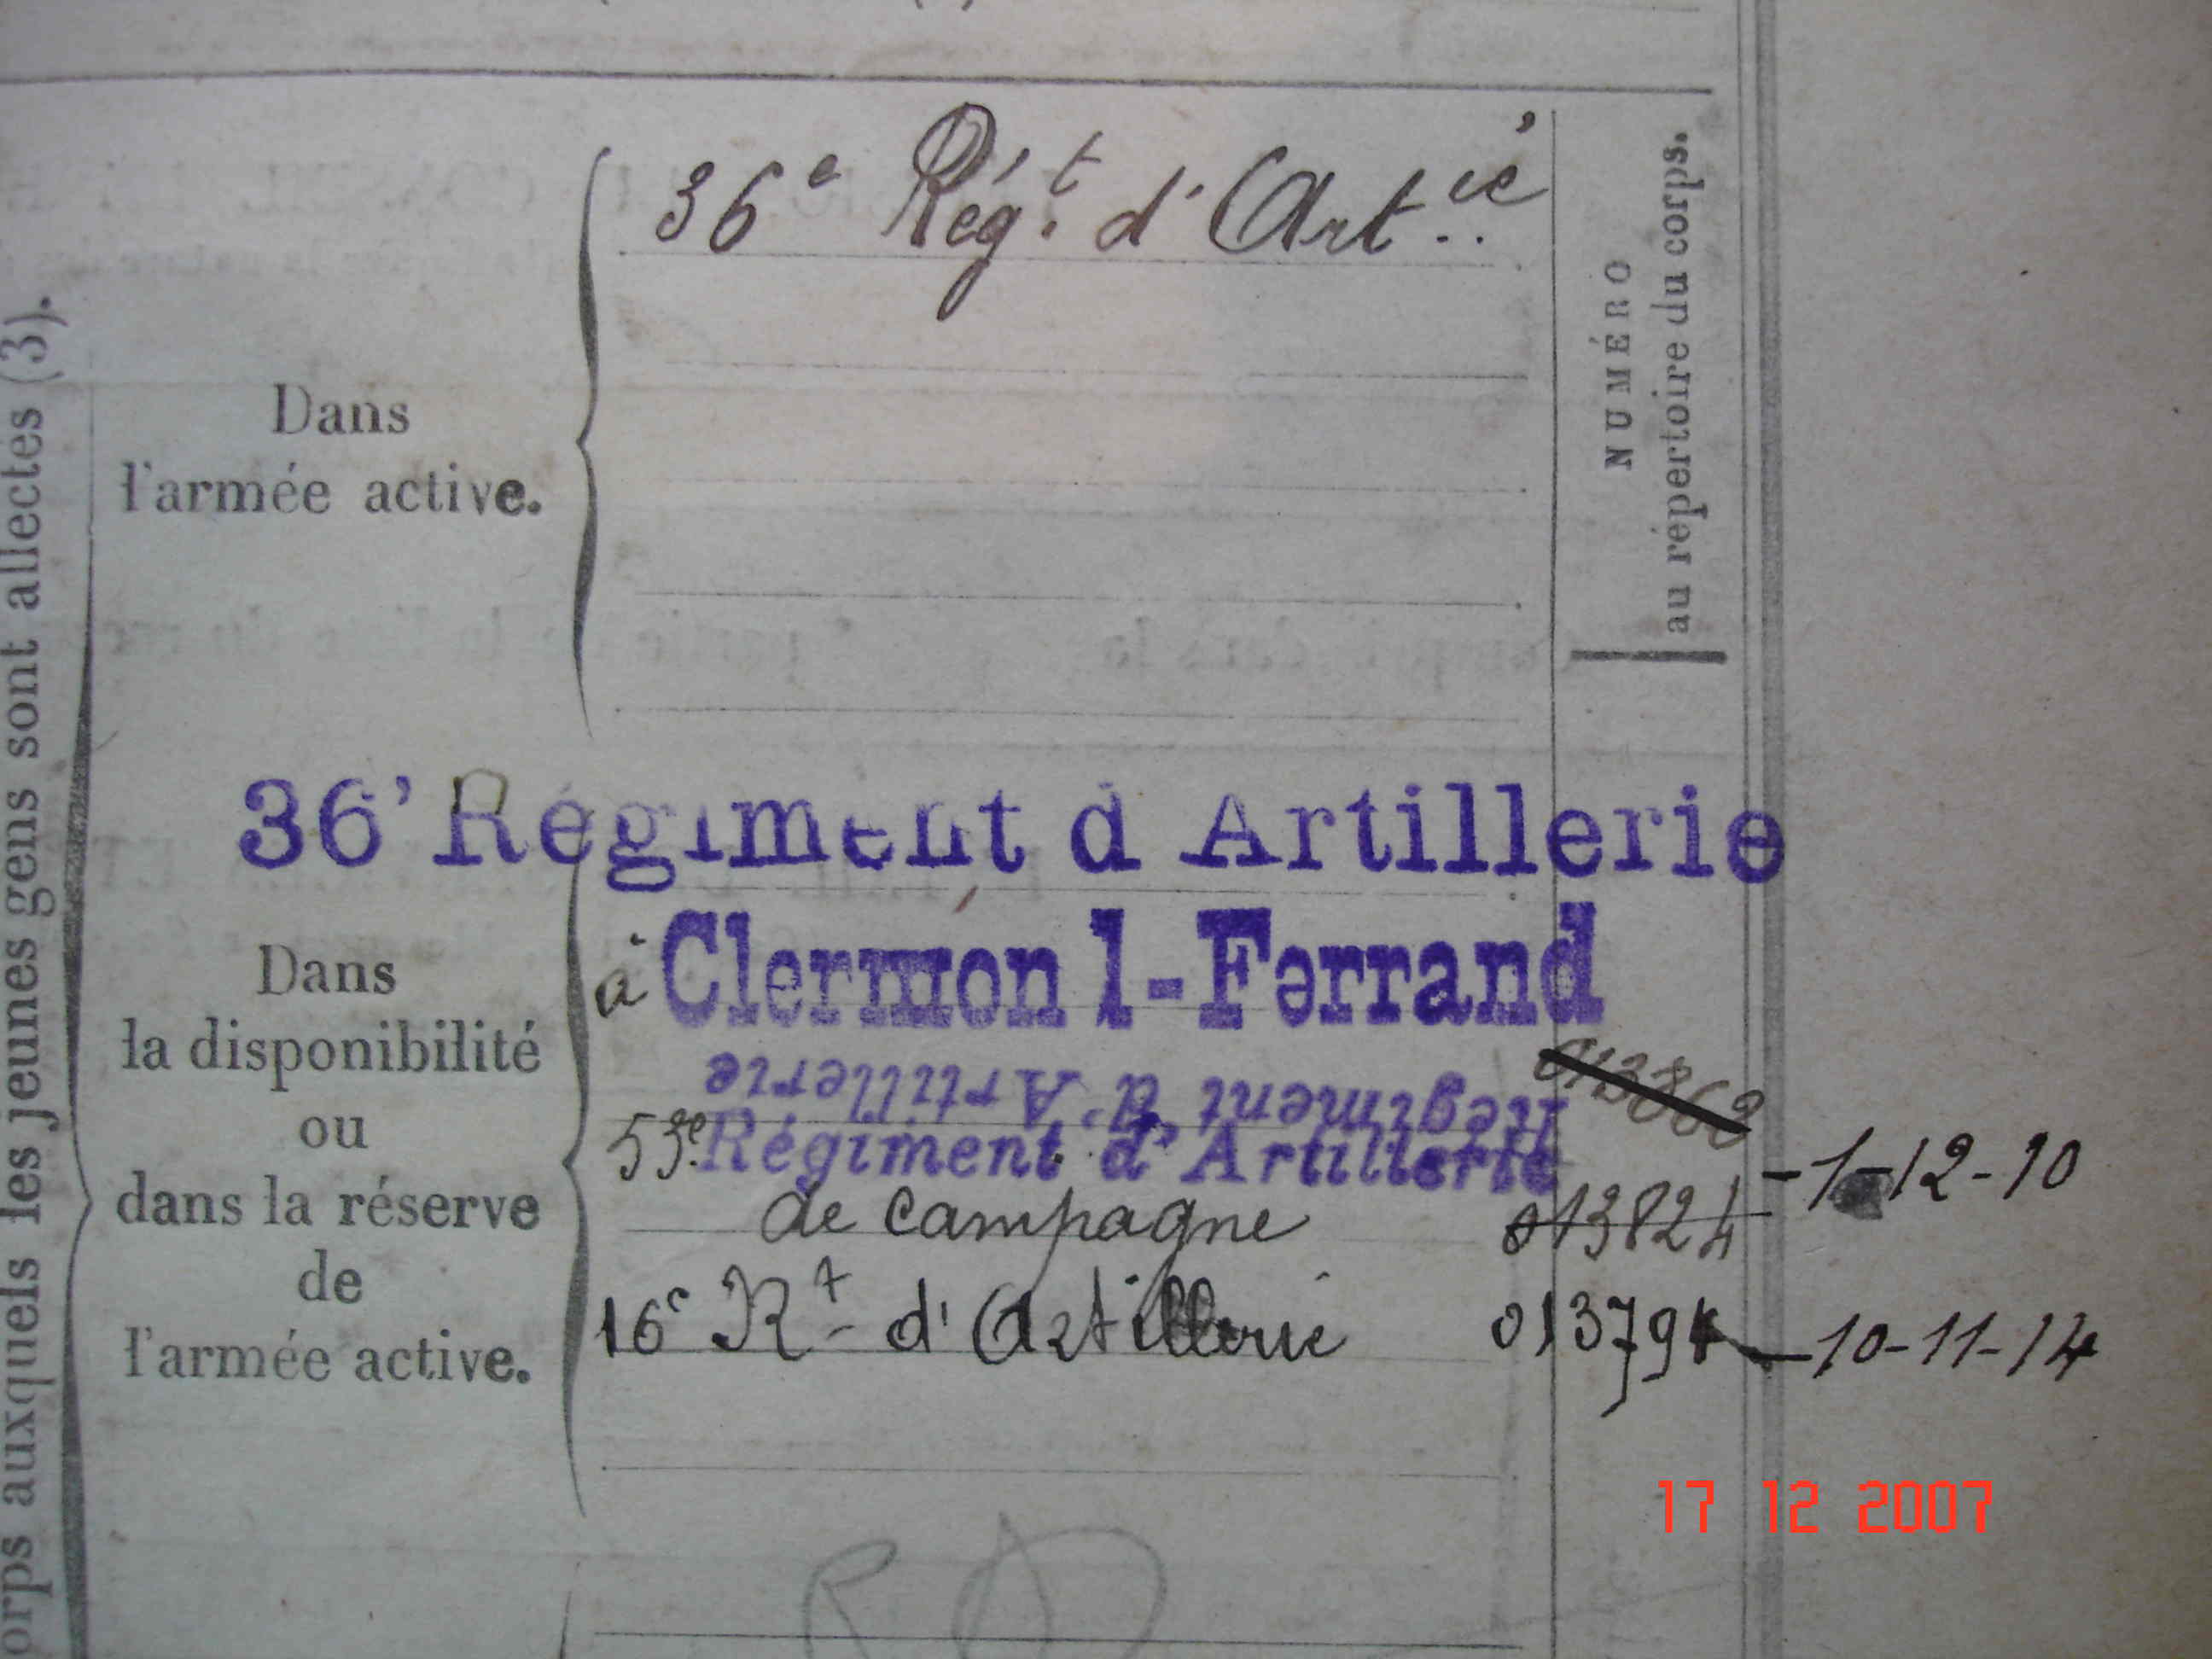 36e Régt. d'Artie
NUMÉRO
au répertoire du corps.
Dans
l'armée active.
orps auxquels les jeunes gens sont affectés (3).
36' Régiment d Artillerie
à Clermont-Ferrand
Régiment d'Artillerie
53e Régiment d'Artillerie
de campagne 013824 -1-12-10
16e Rt d'Artillerie 01379 -10-11-14
Dans
la disponibilité
ou
dans la réserve
de
l'armée active.
17 12 2007